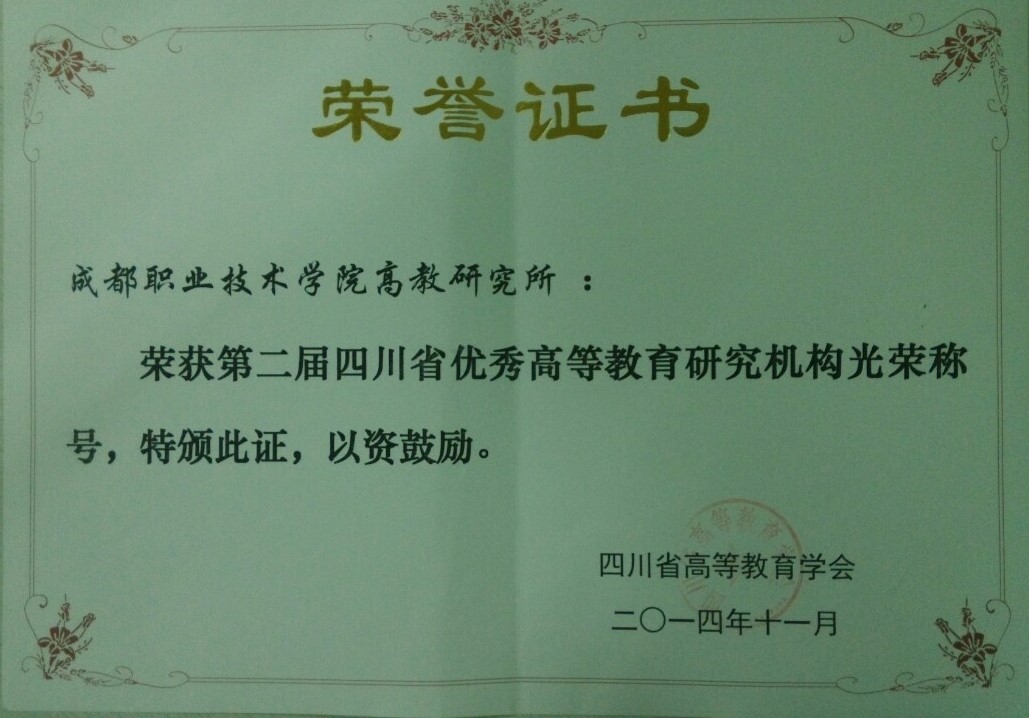 荣誉证书
成都职业技术学院高教研究所 :
荣获第二届四川省优秀高等教育研究机构光荣称
号，特颁此证，以资鼓励。
四川省高等教育学会
二〇一四年十一月